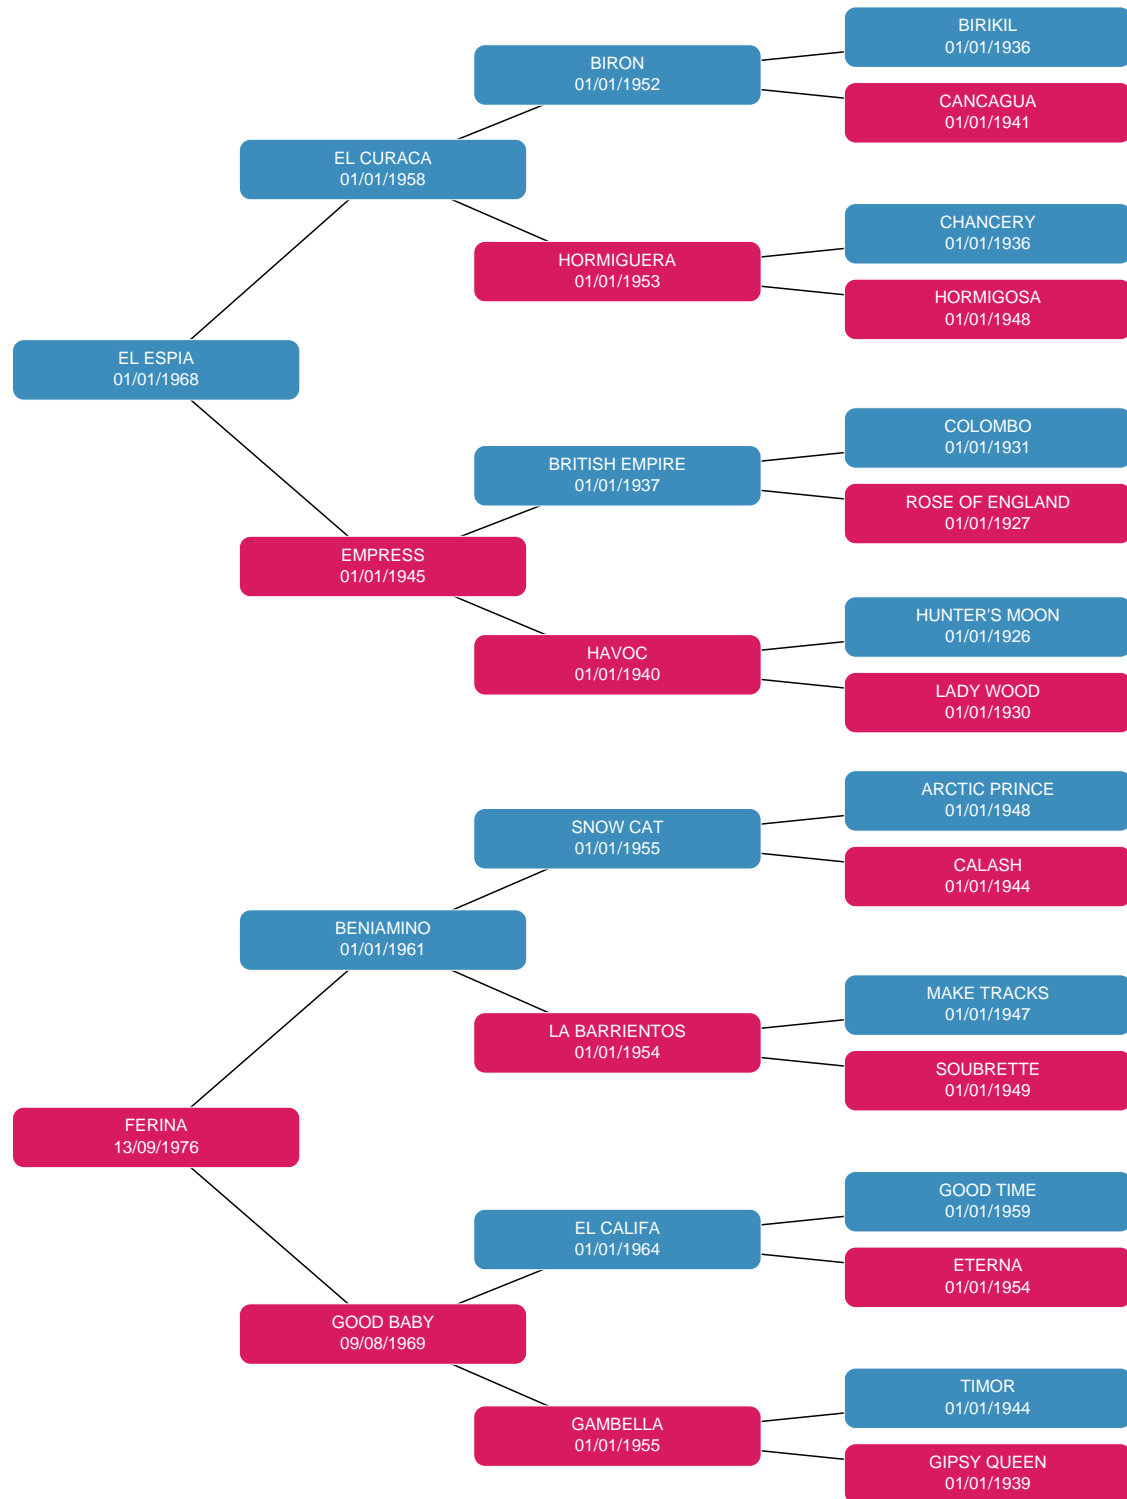 BIRIKIL
01/01/1936
BIRON
01/01/1952
CANCAGUA
01/01/1941
EL CURACA
01/01/1958
CHANCERY
01/01/1936
HORMIGUERA
01/01/1953
HORMIGOSA
01/01/1948
EL ESPIA
01/01/1968
COLOMBO
01/01/1931
BRITISH EMPIRE
01/01/1937
ROSE OF ENGLAND
01/01/1927
EMPRESS
01/01/1945
HUNTER'S MOON
01/01/1926
HAVOC
01/01/1940
LADY WOOD
01/01/1930
ARCTIC PRINCE
01/01/1948
SNOW CAT
01/01/1955
CALASH
01/01/1944
BENIAMINO
01/01/1961
MAKE TRACKS
01/01/1947
LA BARRIENTOS
01/01/1954
SOUBRETTE
01/01/1949
FERINA
13/09/1976
GOOD TIME
01/01/1959
EL CALIFA
01/01/1964
ETERNA
01/01/1954
GOOD BABY
09/08/1969
TIMOR
01/01/1944
GAMBELLA
01/01/1955
GIPSY QUEEN
01/01/1939